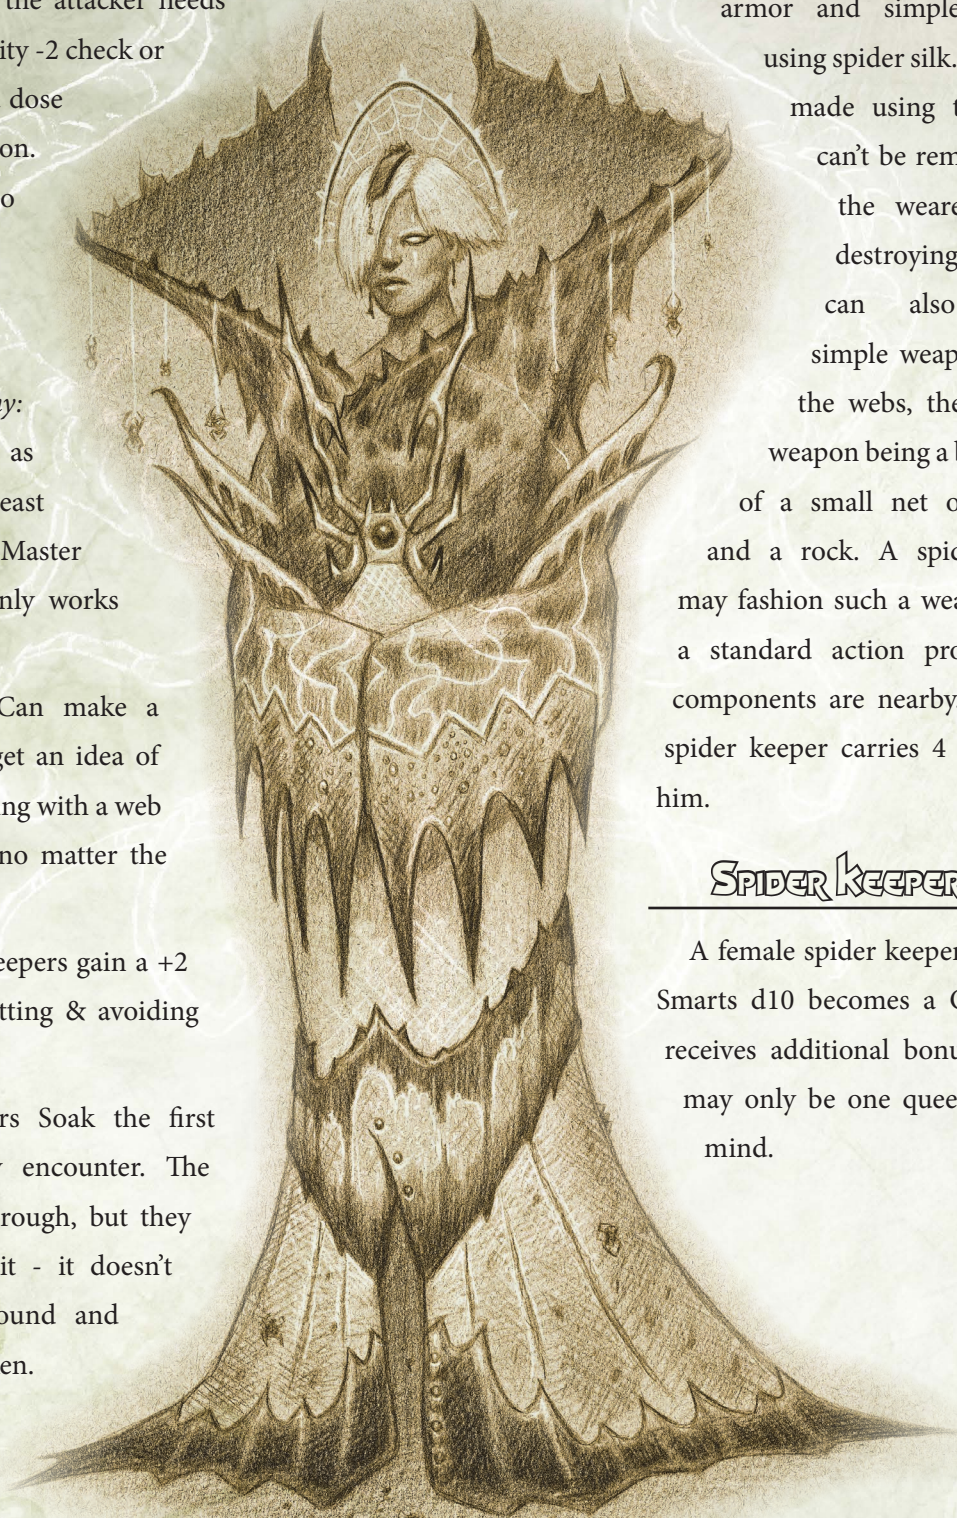 the attacker needs
ity -2 check or
dose
on.
o
y:
as
east
Master
nly works
Can make a
get an idea of
ng with a web
no matter the
eepers gain a +2
tting & avoiding
rs Soak the first
y encounter. The
rough, but they
it - it doesn't
ound and
en.
armor and simple
using spider silk.
made using t
can't be rem
the weare
destroying
can also
simple weap
the webs, the
weapon being a b
of a small net o
and a rock. A spid
may fashion such a wea
a standard action pro
components are nearby.
spider keeper carries 4
him.
Spider Keeper
A female spider keeper
Smarts d10 becomes a
receives additional bonu
may only be one quee
mind.